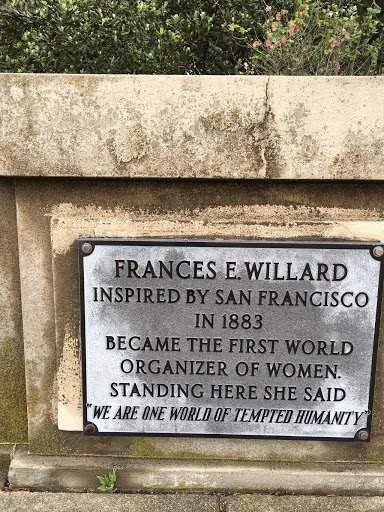 FRANCES E. WILLARD
INSPIRED BY SAN FRANCISCO
IN 1883
BECAME THE FIRST WORLD
ORGANIZER OF WOMEN.
STANDING HERE SHE SAID
"WE ARE ONE WORLD OF TEMPTED HUMANITY"